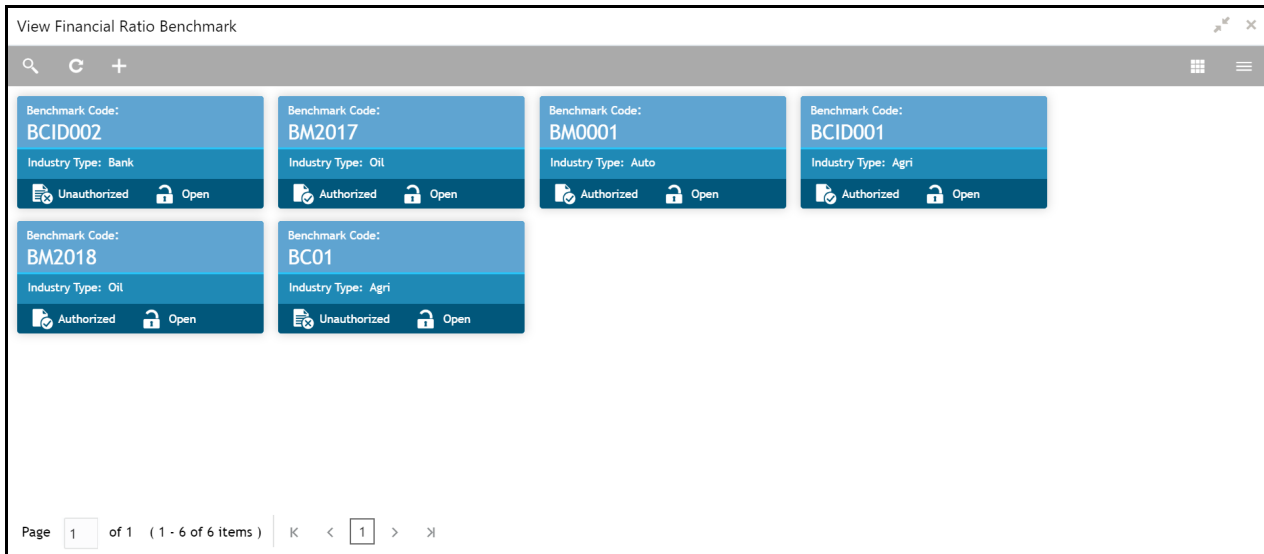 View Financial Ratio Benchmark
Benchmark Code:
BCID002
Industry Type: Bank
Unauthorized Open
Benchmark Code:
BM2017
Industry Type: Oil
Authorized Open
Benchmark Code:
BM0001
Industry Type: Auto
Authorized Open
Benchmark Code:
BCID001
Industry Type: Agri
Authorized Open
Benchmark Code:
BM2018
Industry Type: Oil
Authorized Open
Benchmark Code:
BC01
Industry Type: Agri
Unauthorized Open
Page 1 of 1 ( 1 - 6 of 6 items ) 1